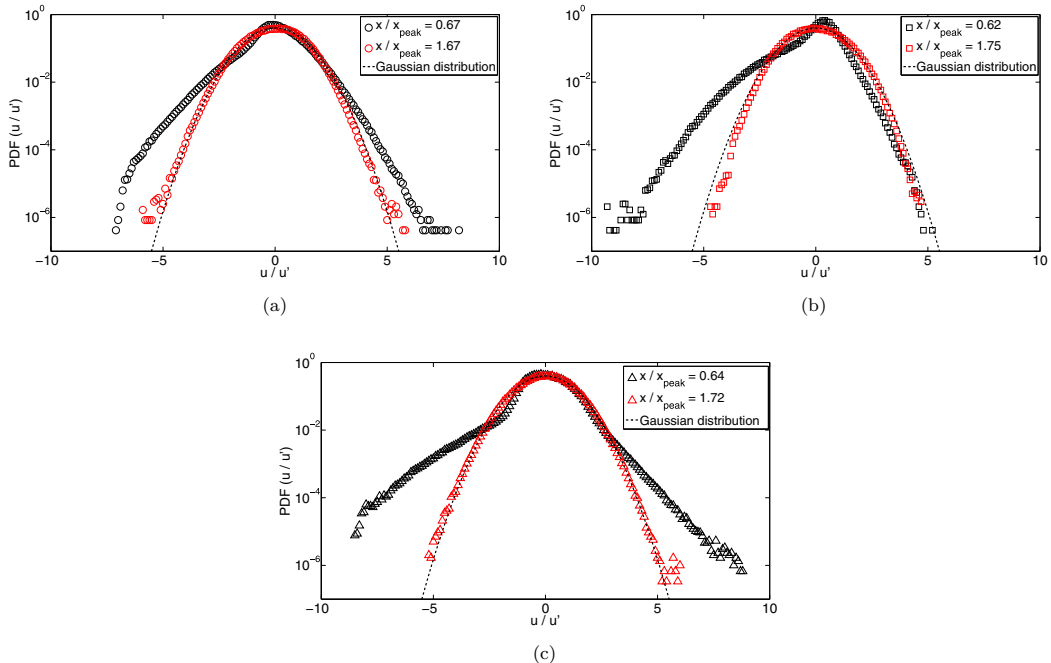 10^0
10^-2
10^-4
10^-6
PDF (u / u')
−10
−5
0
5
10
u / u'
x / x_peak = 0.67
x / x_peak = 1.67
Gaussian distribution
(a)
10^0
10^-2
10^-4
10^-6
PDF (u / u')
−10
−5
0
5
10
u / u'
x / x_peak = 0.62
x / x_peak = 1.75
Gaussian distribution
(b)
10^0
10^-2
10^-4
10^-6
PDF (u / u')
−10
−5
0
5
10
u / u'
x / x_peak = 0.64
x / x_peak = 1.72
Gaussian distribution
(c)